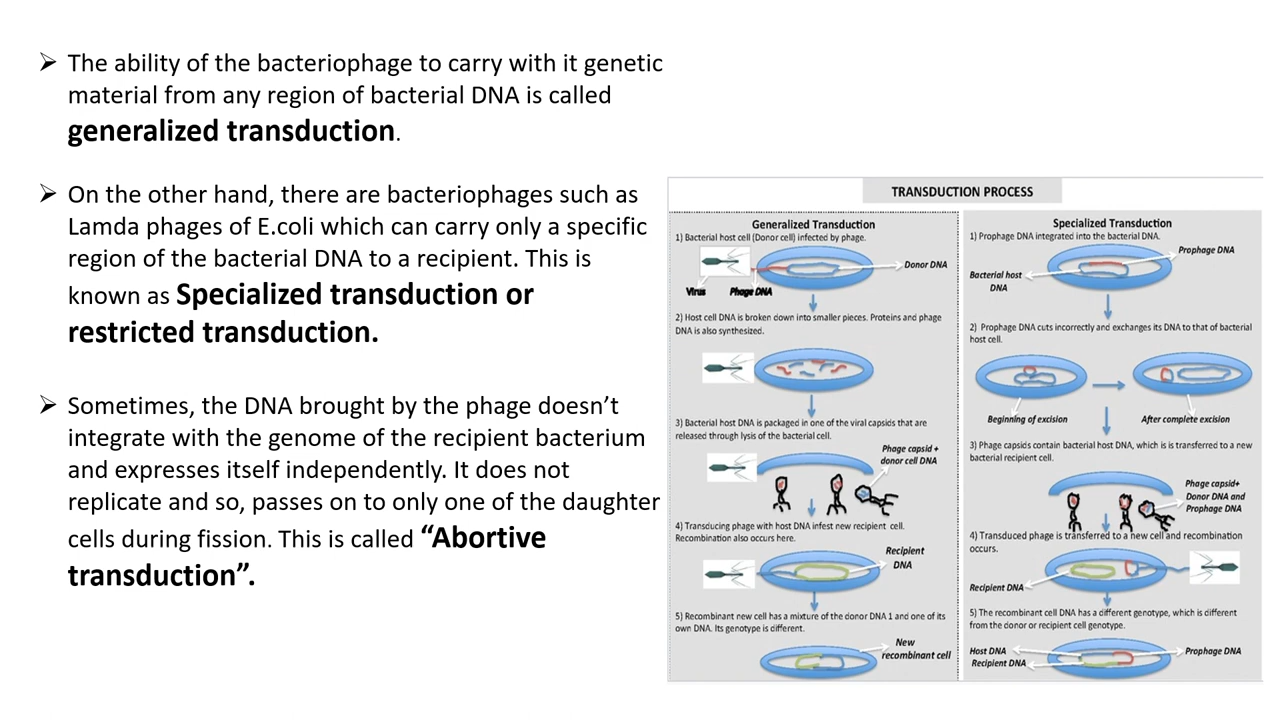 ➢ The ability of the bacteriophage to carry with it genetic
material from any region of bacterial DNA is called
generalized transduction.
➢ On the other hand, there are bacteriophages such as
Lamda phages of E.coli which can carry only a specific
region of the bacterial DNA to a recipient. This is
known as Specialized transduction or
restricted transduction.
➢ Sometimes, the DNA brought by the phage doesn’t
integrate with the genome of the recipient bacterium
and expresses itself independently. It does not
replicate and so, passes on to only one of the daughter
cells during fission. This is called “Abortive
transduction”.
TRANSDUCTION PROCESS
Generalized Transduction
1) Bacterial host cell (Donor cell) infected by phage.
Donor DNA
Virus
Phage DNA
2) Host cell DNA is broken down into smaller pieces. Proteins and phage
DNA is also synthesized.
3) Bacterial host DNA is packaged in one of the viral capsids that are
released through lysis of the bacterial cell.
Phage capsid +
donor cell DNA
4) Transducing phage with host DNA infest new recipient cell.
Recombination also occurs here.
Recipient
DNA
5) Recombinant new cell has a mixture of the donor DNA 1 and one of its
own DNA. Its genotype is different.
New
recombinant cell
Specialized Transduction
1) Prophage DNA integrated into the bacterial DNA.
Prophage DNA
Bacterial host
DNA
2) Prophage DNA cuts incorrectly and exchanges its DNA to that of bacterial
host cell.
Beginning of excision
After complete excision
3) Phage capsids contain bacterial host DNA, which is is transferred to a new
bacterial recipient cell.
Phage capsid+
Donor DNA and
Prophage DNA
4) Transduced phage is transferred to a new cell and recombination
occurs.
Recipient DNA
5) The recombinant cell DNA has a different genotype, which is different
from the donor or recipient cell genotype.
Host DNA
Recipient DNA
Prophage DNA